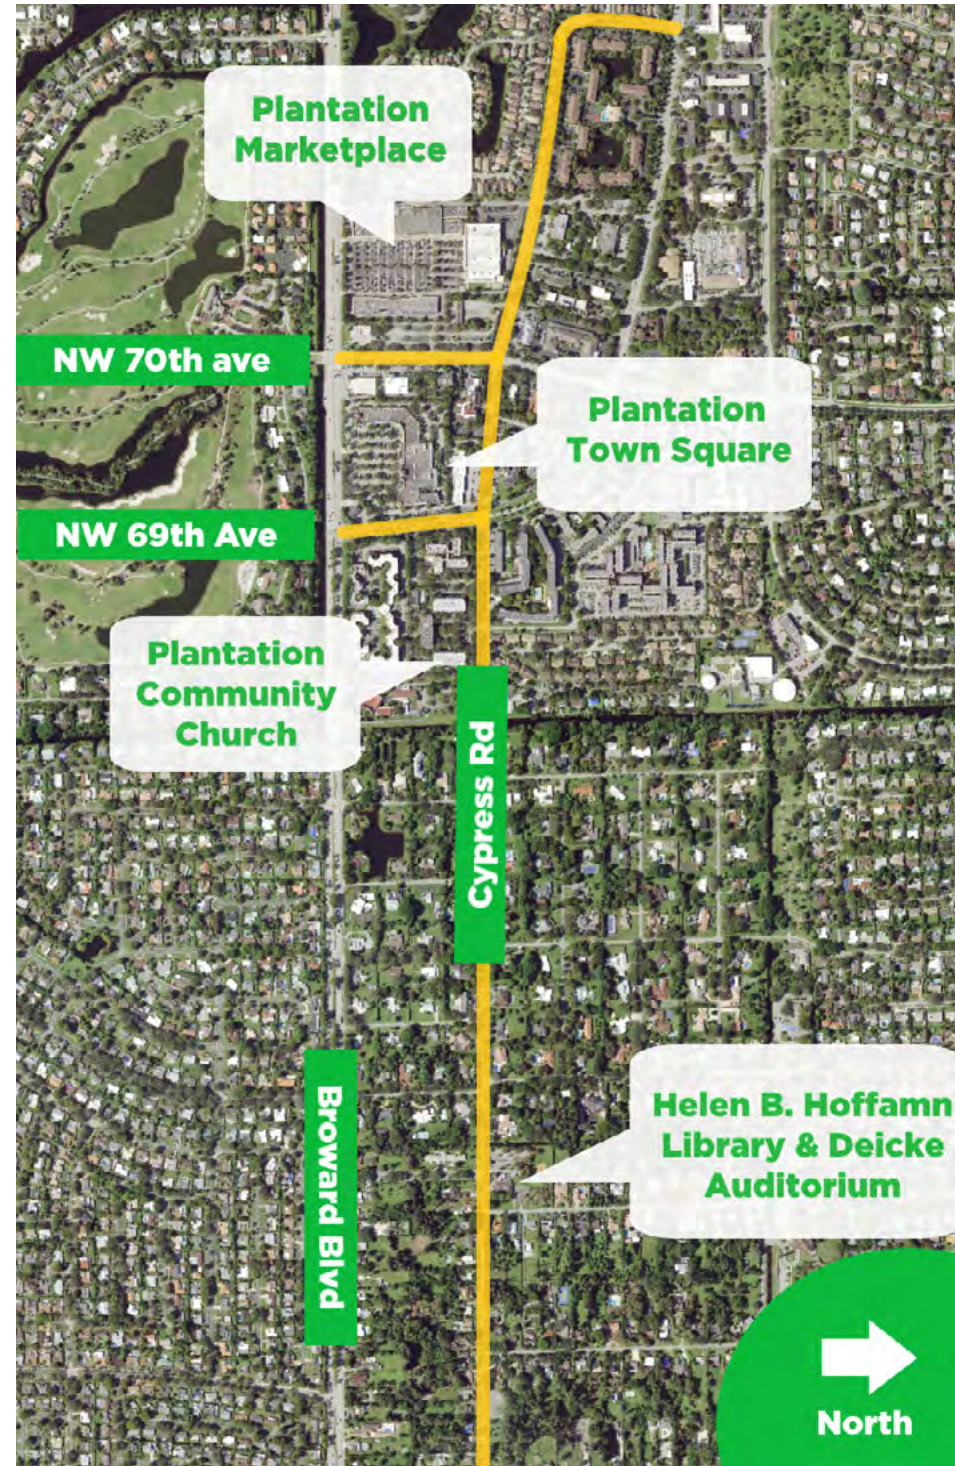 Plantation
Marketplace
NW 70th ave
Plantation
Town Square
NW 69th Ave
Plantation
Community
Church
Cypress Rd
Broward Blvd
Helen B. Hoffamn
Library & Deicke
Auditorium
North